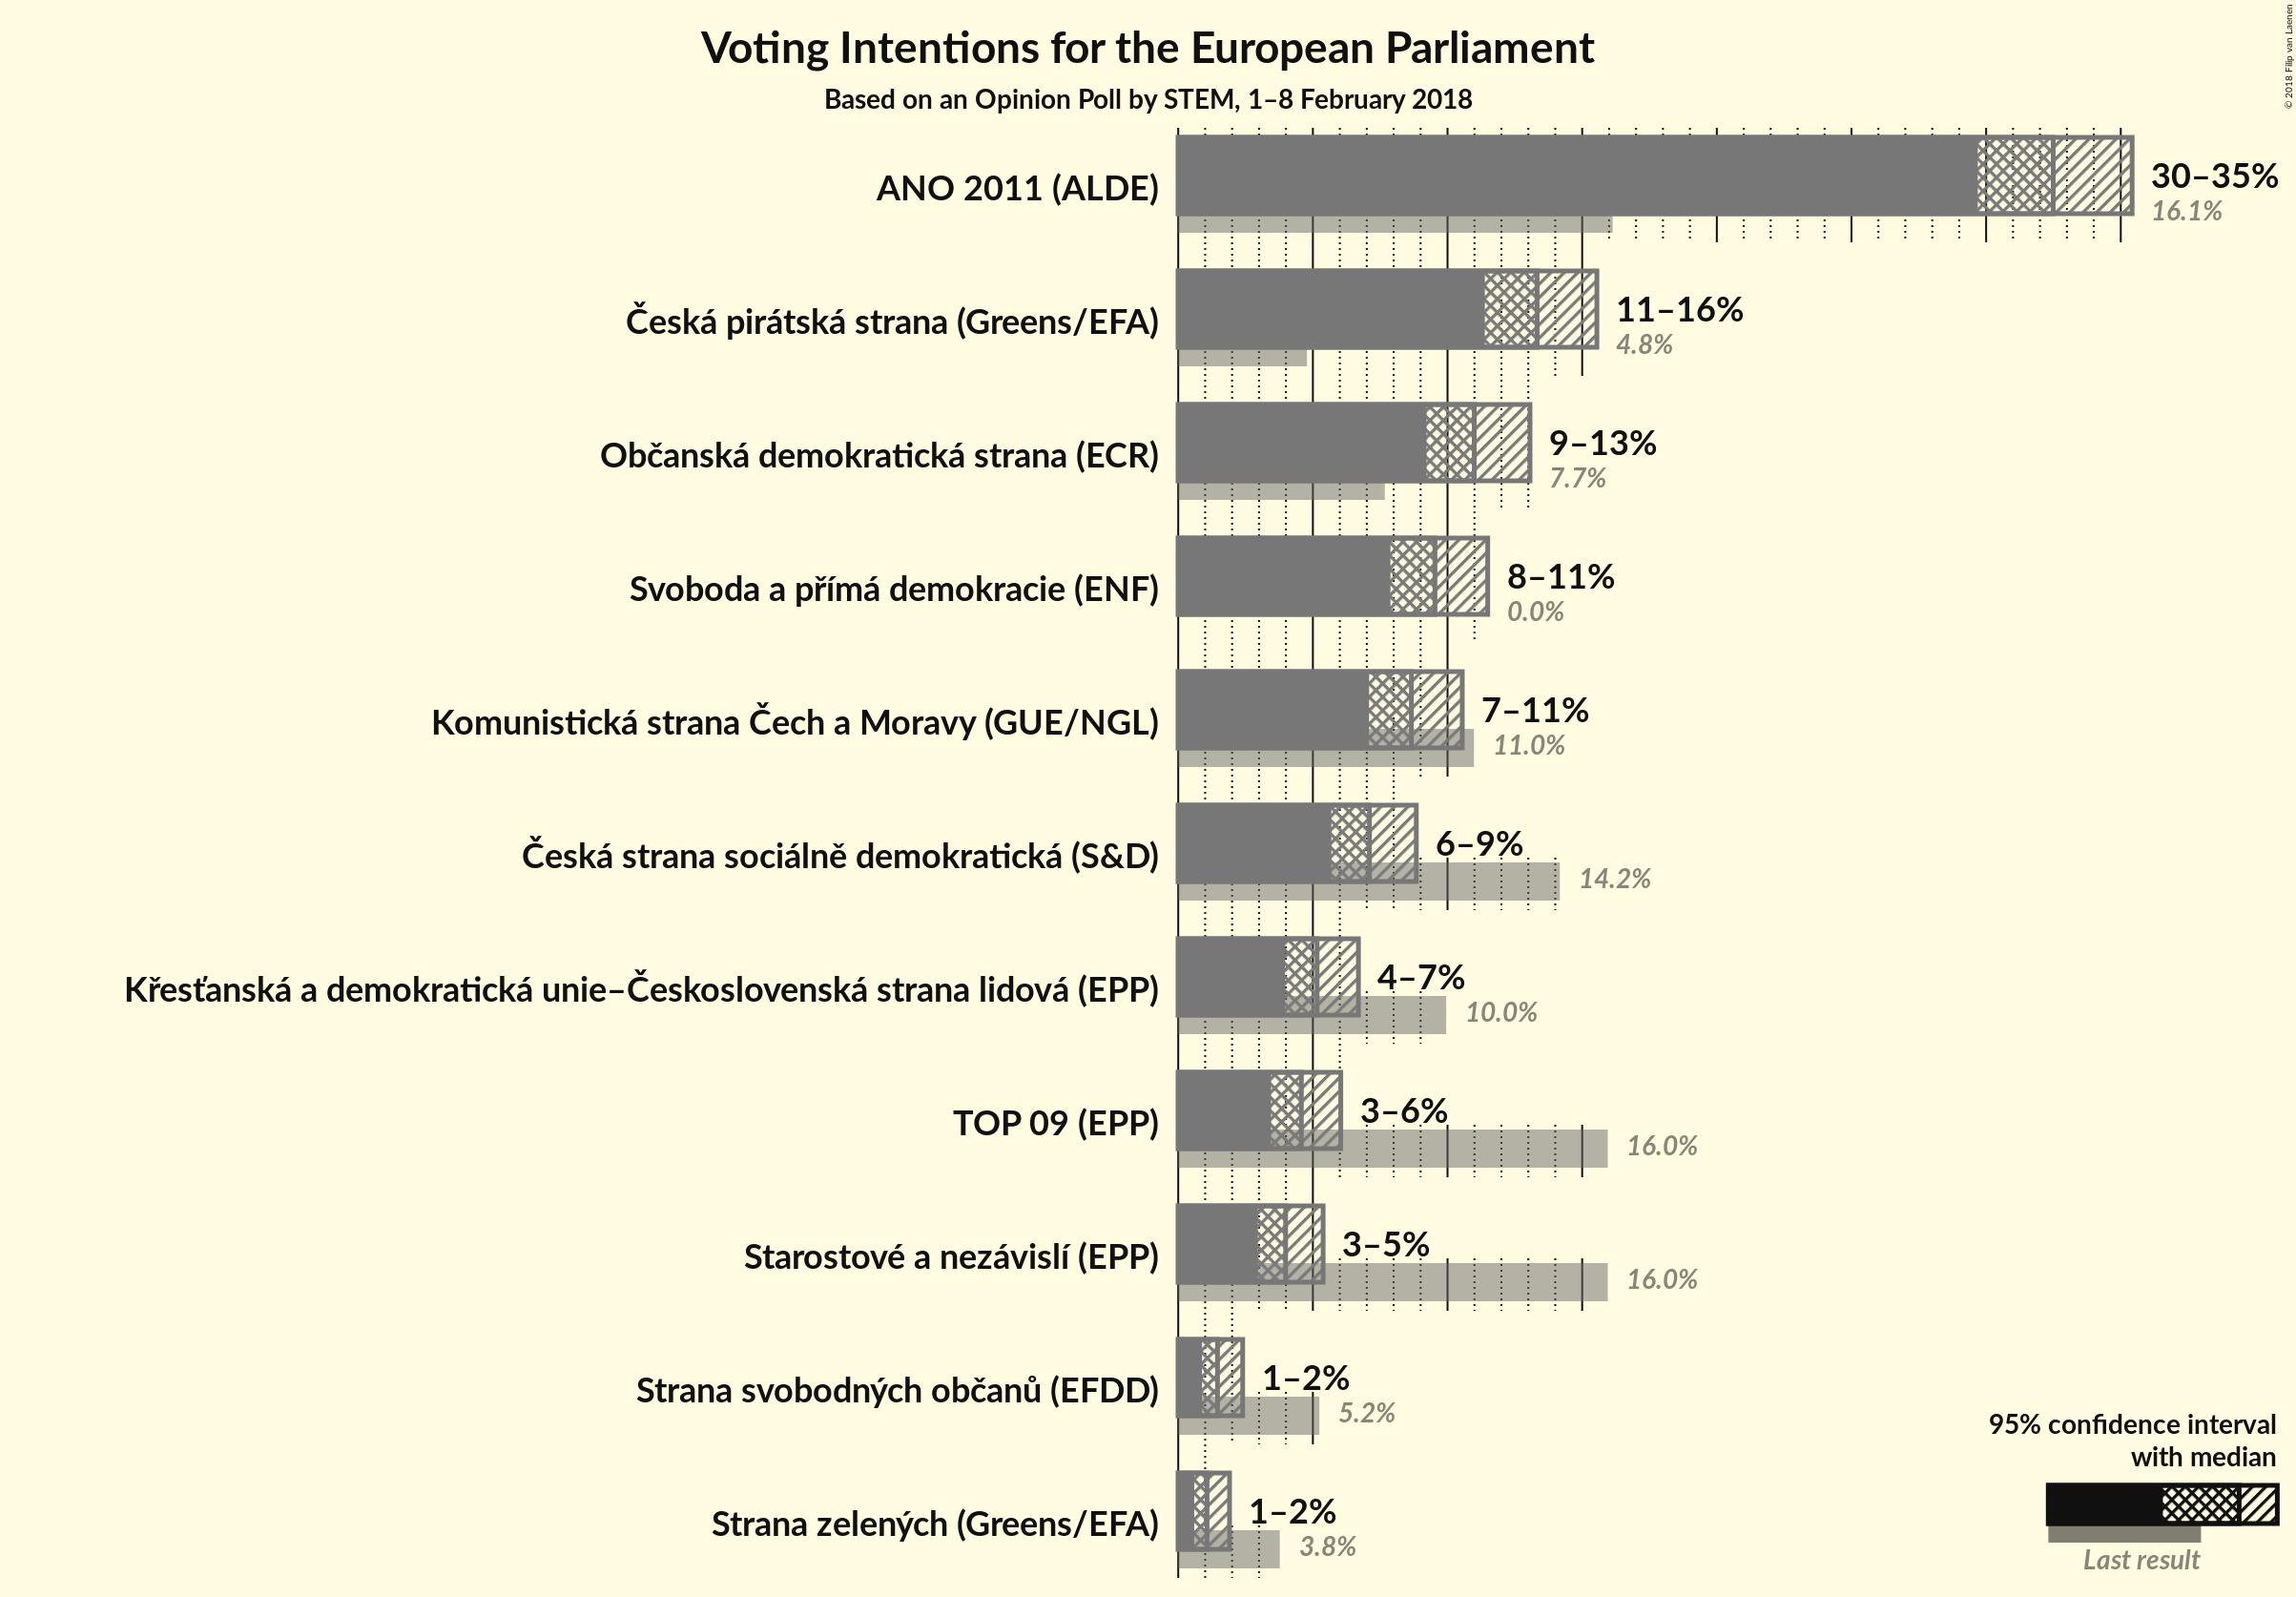 Voting Intentions for the European Parliament
Based on an Opinion Poll by STEM, 1–8 February 2018
© 2018 Filip van Laenen
ANO 2011 (ALDE)
30–35%
16.1%
Česká pirátská strana (Greens/EFA)
11–16%
4.8%
Občanská demokratická strana (ECR)
9–13%
7.7%
Svoboda a přímá demokracie (ENF)
8–11%
0.0%
Komunistická strana Čech a Moravy (GUE/NGL)
7–11%
11.0%
Česká strana sociálně demokratická (S&D)
6–9%
14.2%
Křesťanská a demokratická unie–Československá strana lidová (EPP)
4–7%
10.0%
TOP 09 (EPP)
3–6%
16.0%
Starostové a nezávislí (EPP)
3–5%
16.0%
Strana svobodných občanů (EFDD)
1–2%
5.2%
Strana zelených (Greens/EFA)
1–2%
3.8%
95% confidence interval
with median
Last result